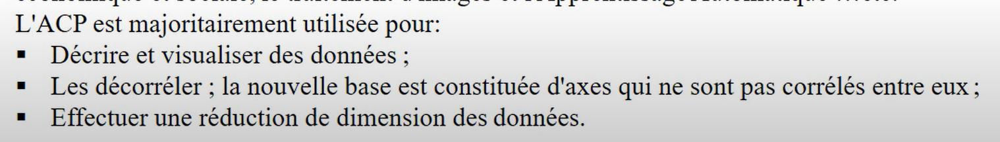 L'ACP est majoritairement utilisée pour:
▪ Décrire et visualiser des données ;
▪ Les décorréler ; la nouvelle base est constituée d'axes qui ne sont pas corrélés entre eux ;
▪ Effectuer une réduction de dimension des données.